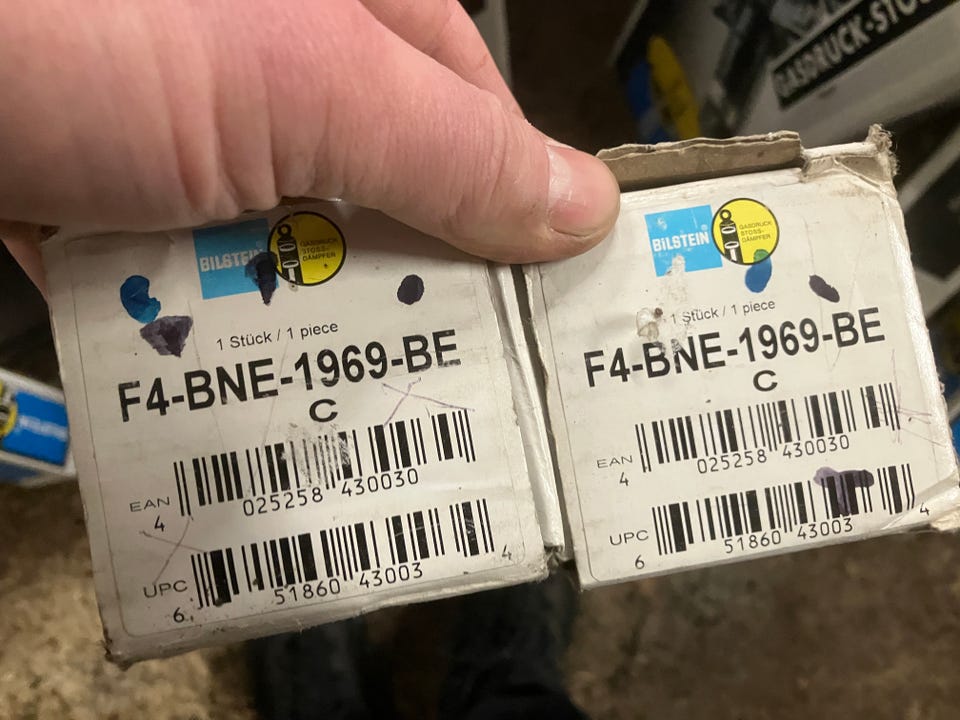 GASDRUCK-STO
BILSTEIN
GASDRUCK
STOSS-
DÄMPFER
1 Stück / 1 piece
F4-BNE-1969-BE
C
EAN
4 025258 430030
UPC
6 51860 43003 4
BILSTEIN
GASDRUCK
STOSS-
DÄMPFER
1 Stück / 1 piece
F4-BNE-1969-BE
C
EAN
4 025258 430030
UPC
6 51860 43003 4